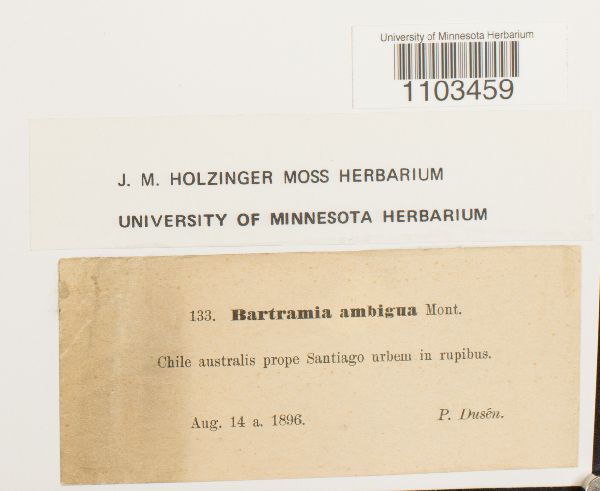 University of Minnesota Herbarium
1103459
J. M. HOLZINGER MOSS HERBARIUM
UNIVERSITY OF MINNESOTA HERBARIUM
133. Bartramia ambigua Mont.
Chile australis prope Santiago urbem in rupibus.
Aug. 14 a. 1896. P. Dusén.